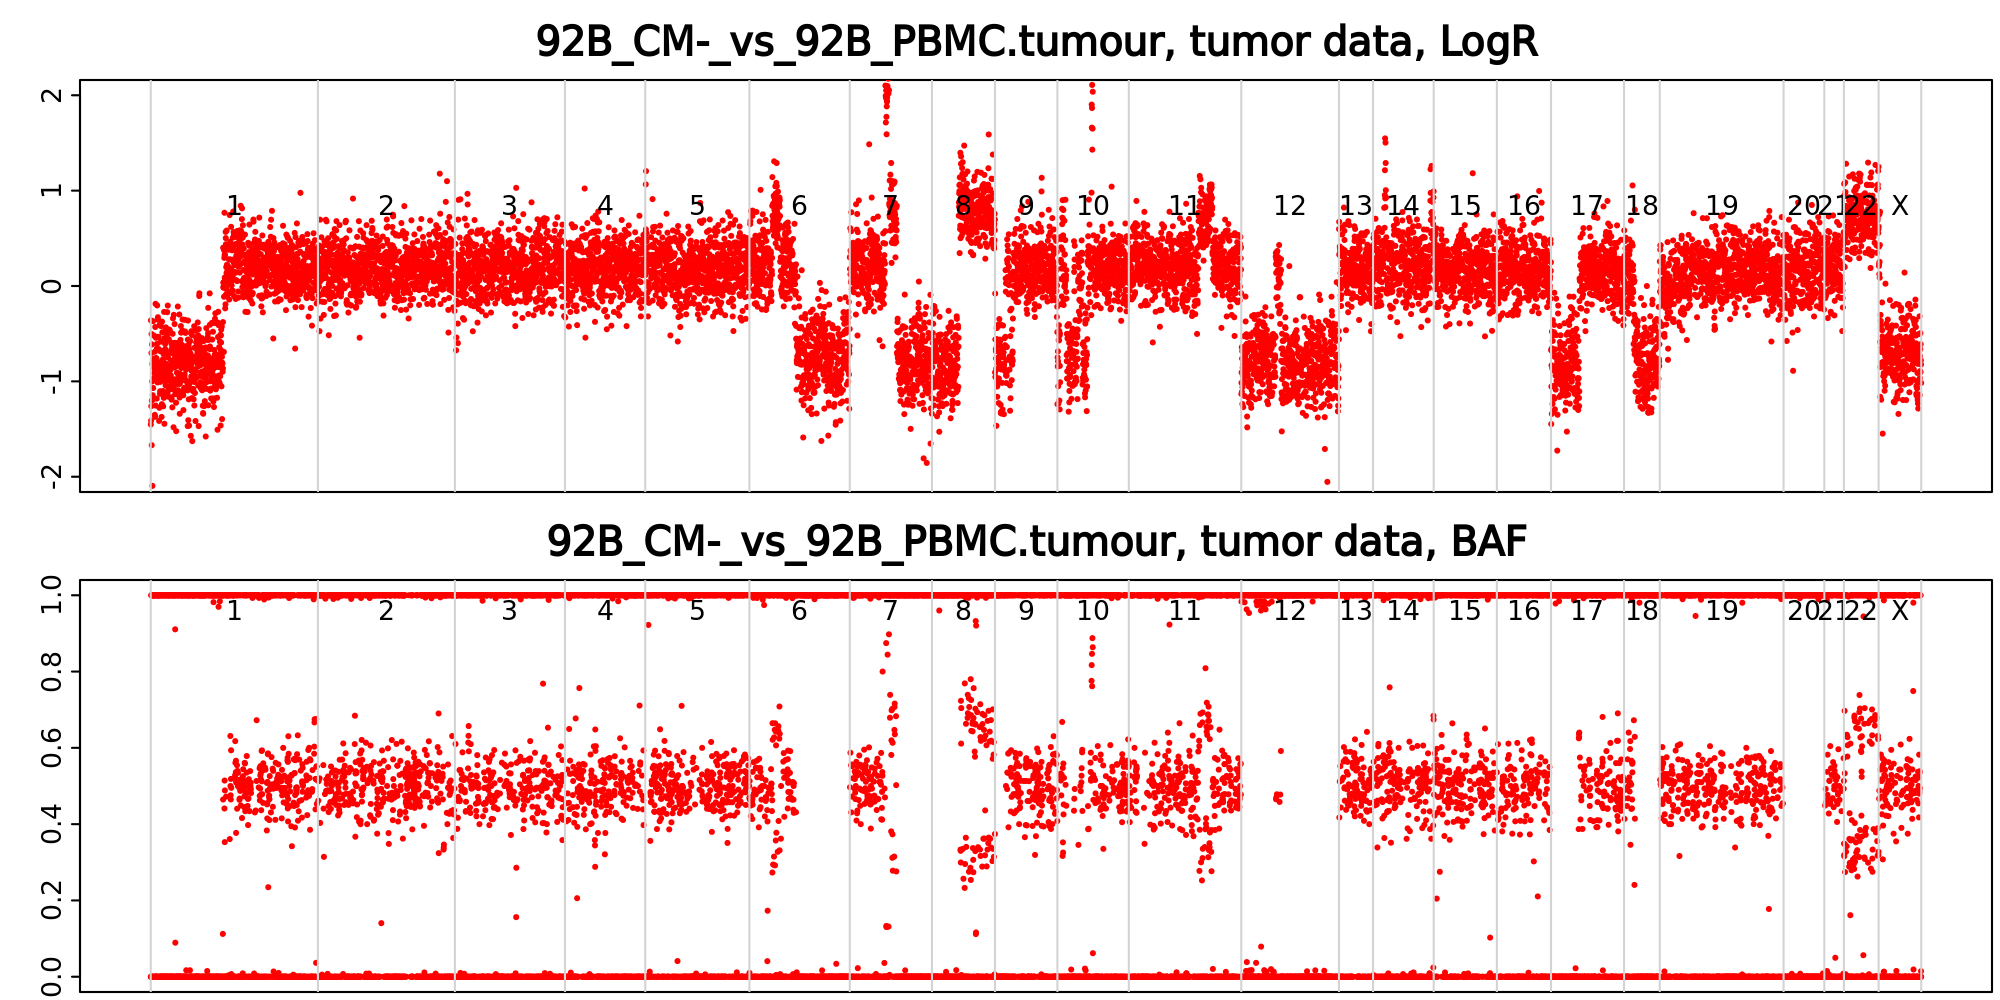 92B_CM-_vs_92B_PBMC.tumour, tumor data, LogR
2
1
0
-1
-2
1 2 3 4 5 6 7 8 9 10 11 12 13 14 15 16 17 18 19 20 21 22 X
92B_CM-_vs_92B_PBMC.tumour, tumor data, BAF
1.0
0.8
0.6
0.4
0.2
0.0
1 2 3 4 5 6 7 8 9 10 11 12 13 14 15 16 17 18 19 20 21 22 X